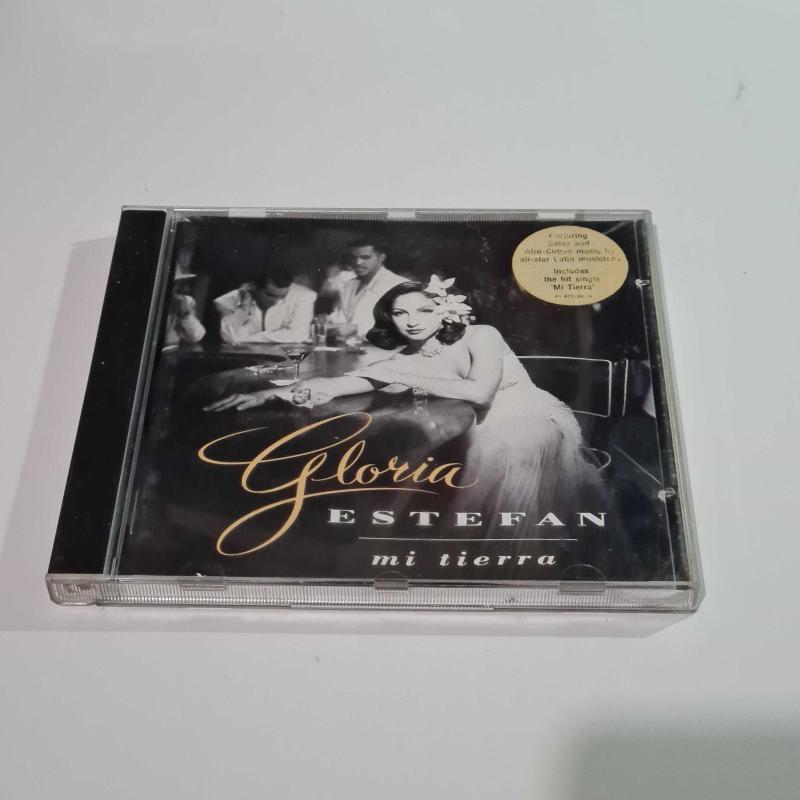 Featuring
Salsa and
Afro-Cuban music by
all-star Latin musicians
Includes
the hit single
'Mi Tierra'
Gloria
ESTEFAN
mi tierra